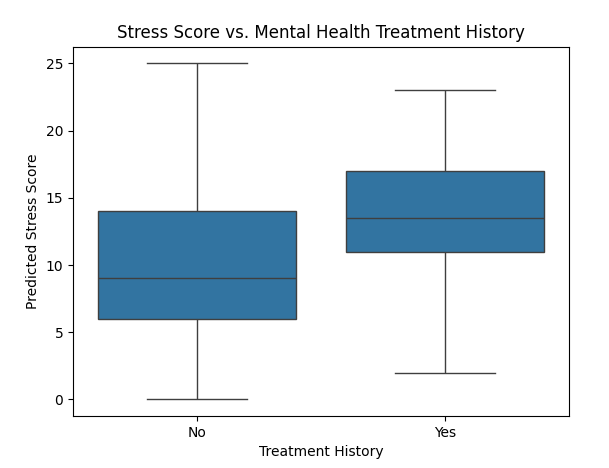 Stress Score vs. Mental Health Treatment History
25
20
15
10
5
0
Predicted Stress Score
No
Yes
Treatment History